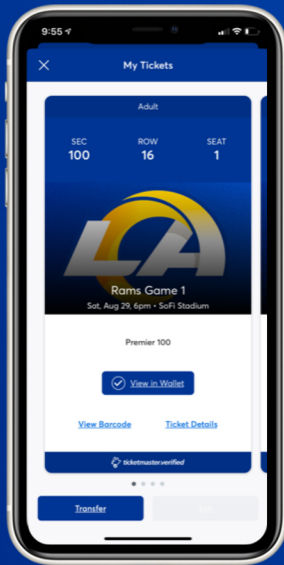 9:55
My Tickets
Adult
SEC ROW SEAT
100 16 1
LA
Rams Game 1
Sat, Aug 29, 6pm • SoFi Stadium
Premier 100
View in Wallet
View Barcode Ticket Details
ticketmaster.verified
Transfer